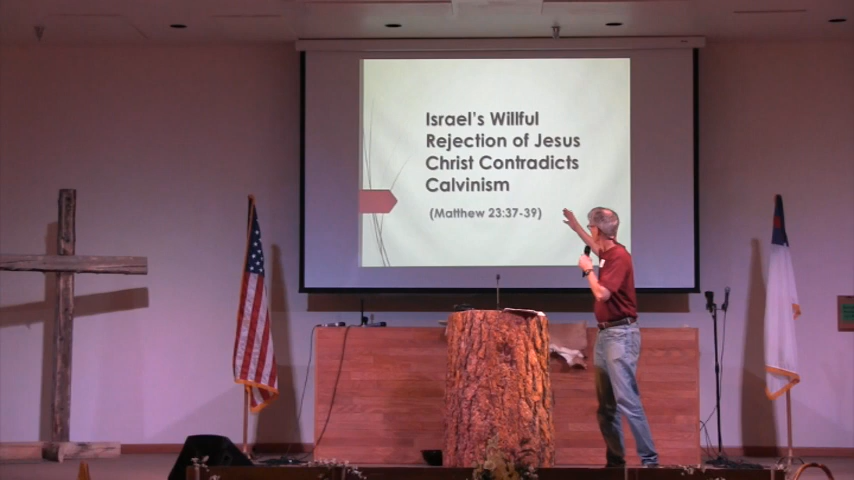 Israel's Willful
Rejection of Jesus
Christ Contradicts
Calvinism
(Matthew 23:37-39)